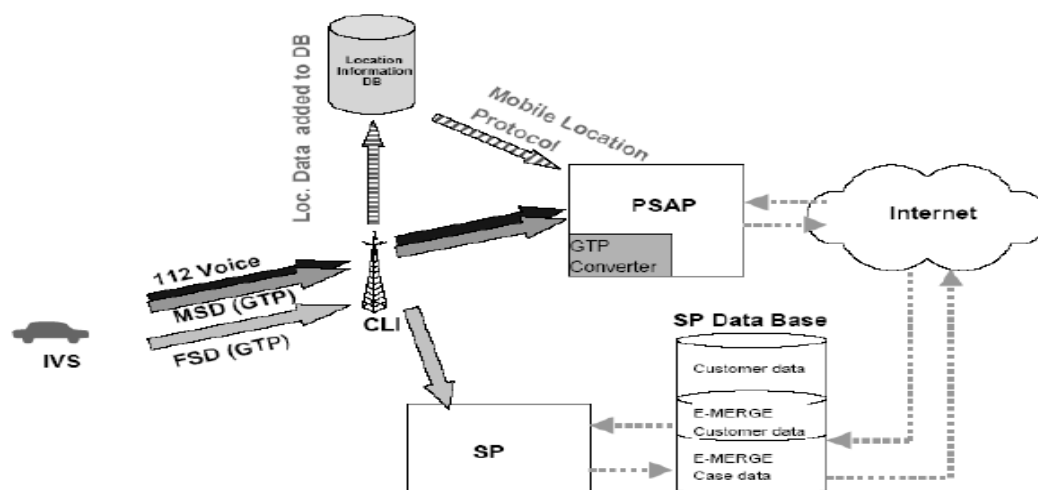 Location
Information
DB
Loc. Data added to DB
Mobile Location
Protocol
PSAP
GTP
Converter
Internet
112 Voice
MSD (GTP)
FSD (GTP)
CLI
IVS
SP Data Base
Customer data
E-MERGE
Customer data
E-MERGE
Case data
SP